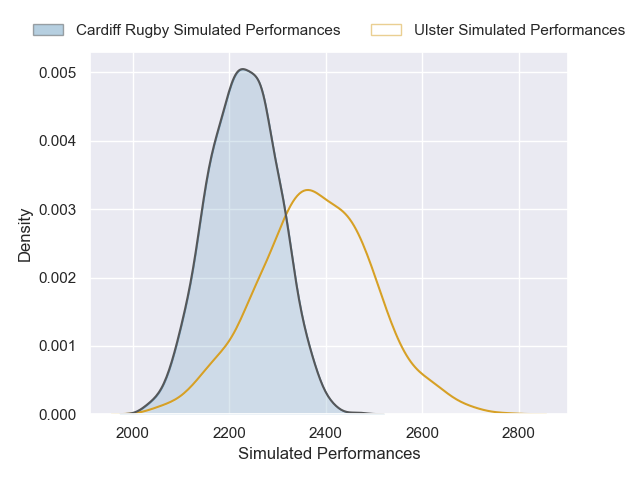 Cardiff Rugby Simulated Performances Ulster Simulated Performances
0.005
0.004
0.003
0.002
0.001
0.000
Density
2000 2200 2400 2600 2800
Simulated Performances